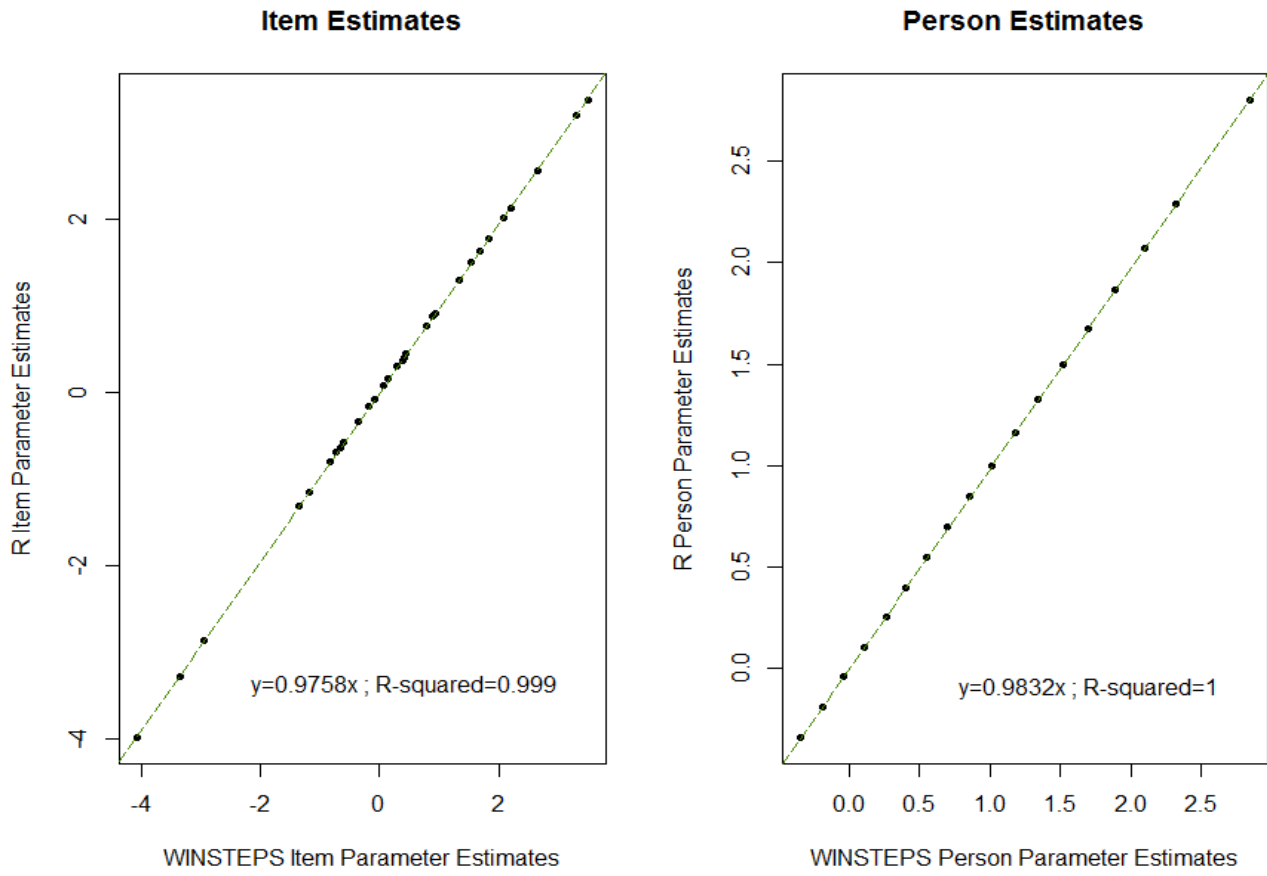 Item Estimates
R Item Parameter Estimates
2
0
-2
-4
y=0.9758x ; R-squared=0.999
-4 -2 0 2
WINSTEPS Item Parameter Estimates
Person Estimates
R Person Parameter Estimates
2.5
2.0
1.5
1.0
0.5
0.0
y=0.9832x ; R-squared=1
0.0 0.5 1.0 1.5 2.0 2.5
WINSTEPS Person Parameter Estimates